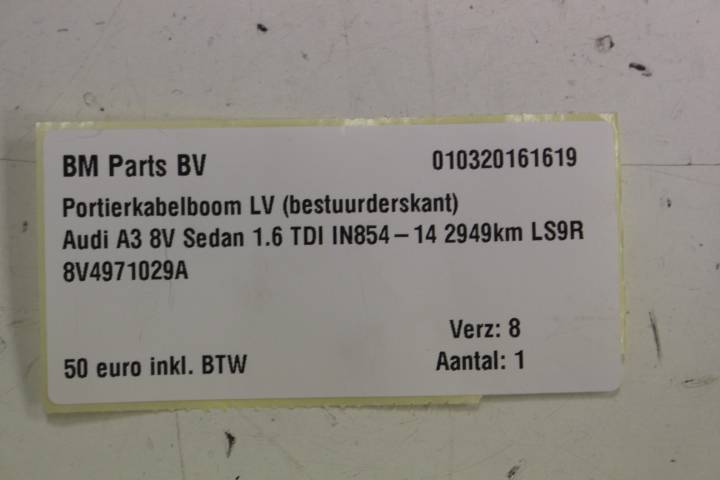 BM Parts BV 010320161619
Portierkabelboom LV (bestuurderskant)
Audi A3 8V Sedan 1.6 TDI IN854-14 2949km LS9R
8V4971029A
Verz: 8
50 euro inkl. BTW Aantal: 1